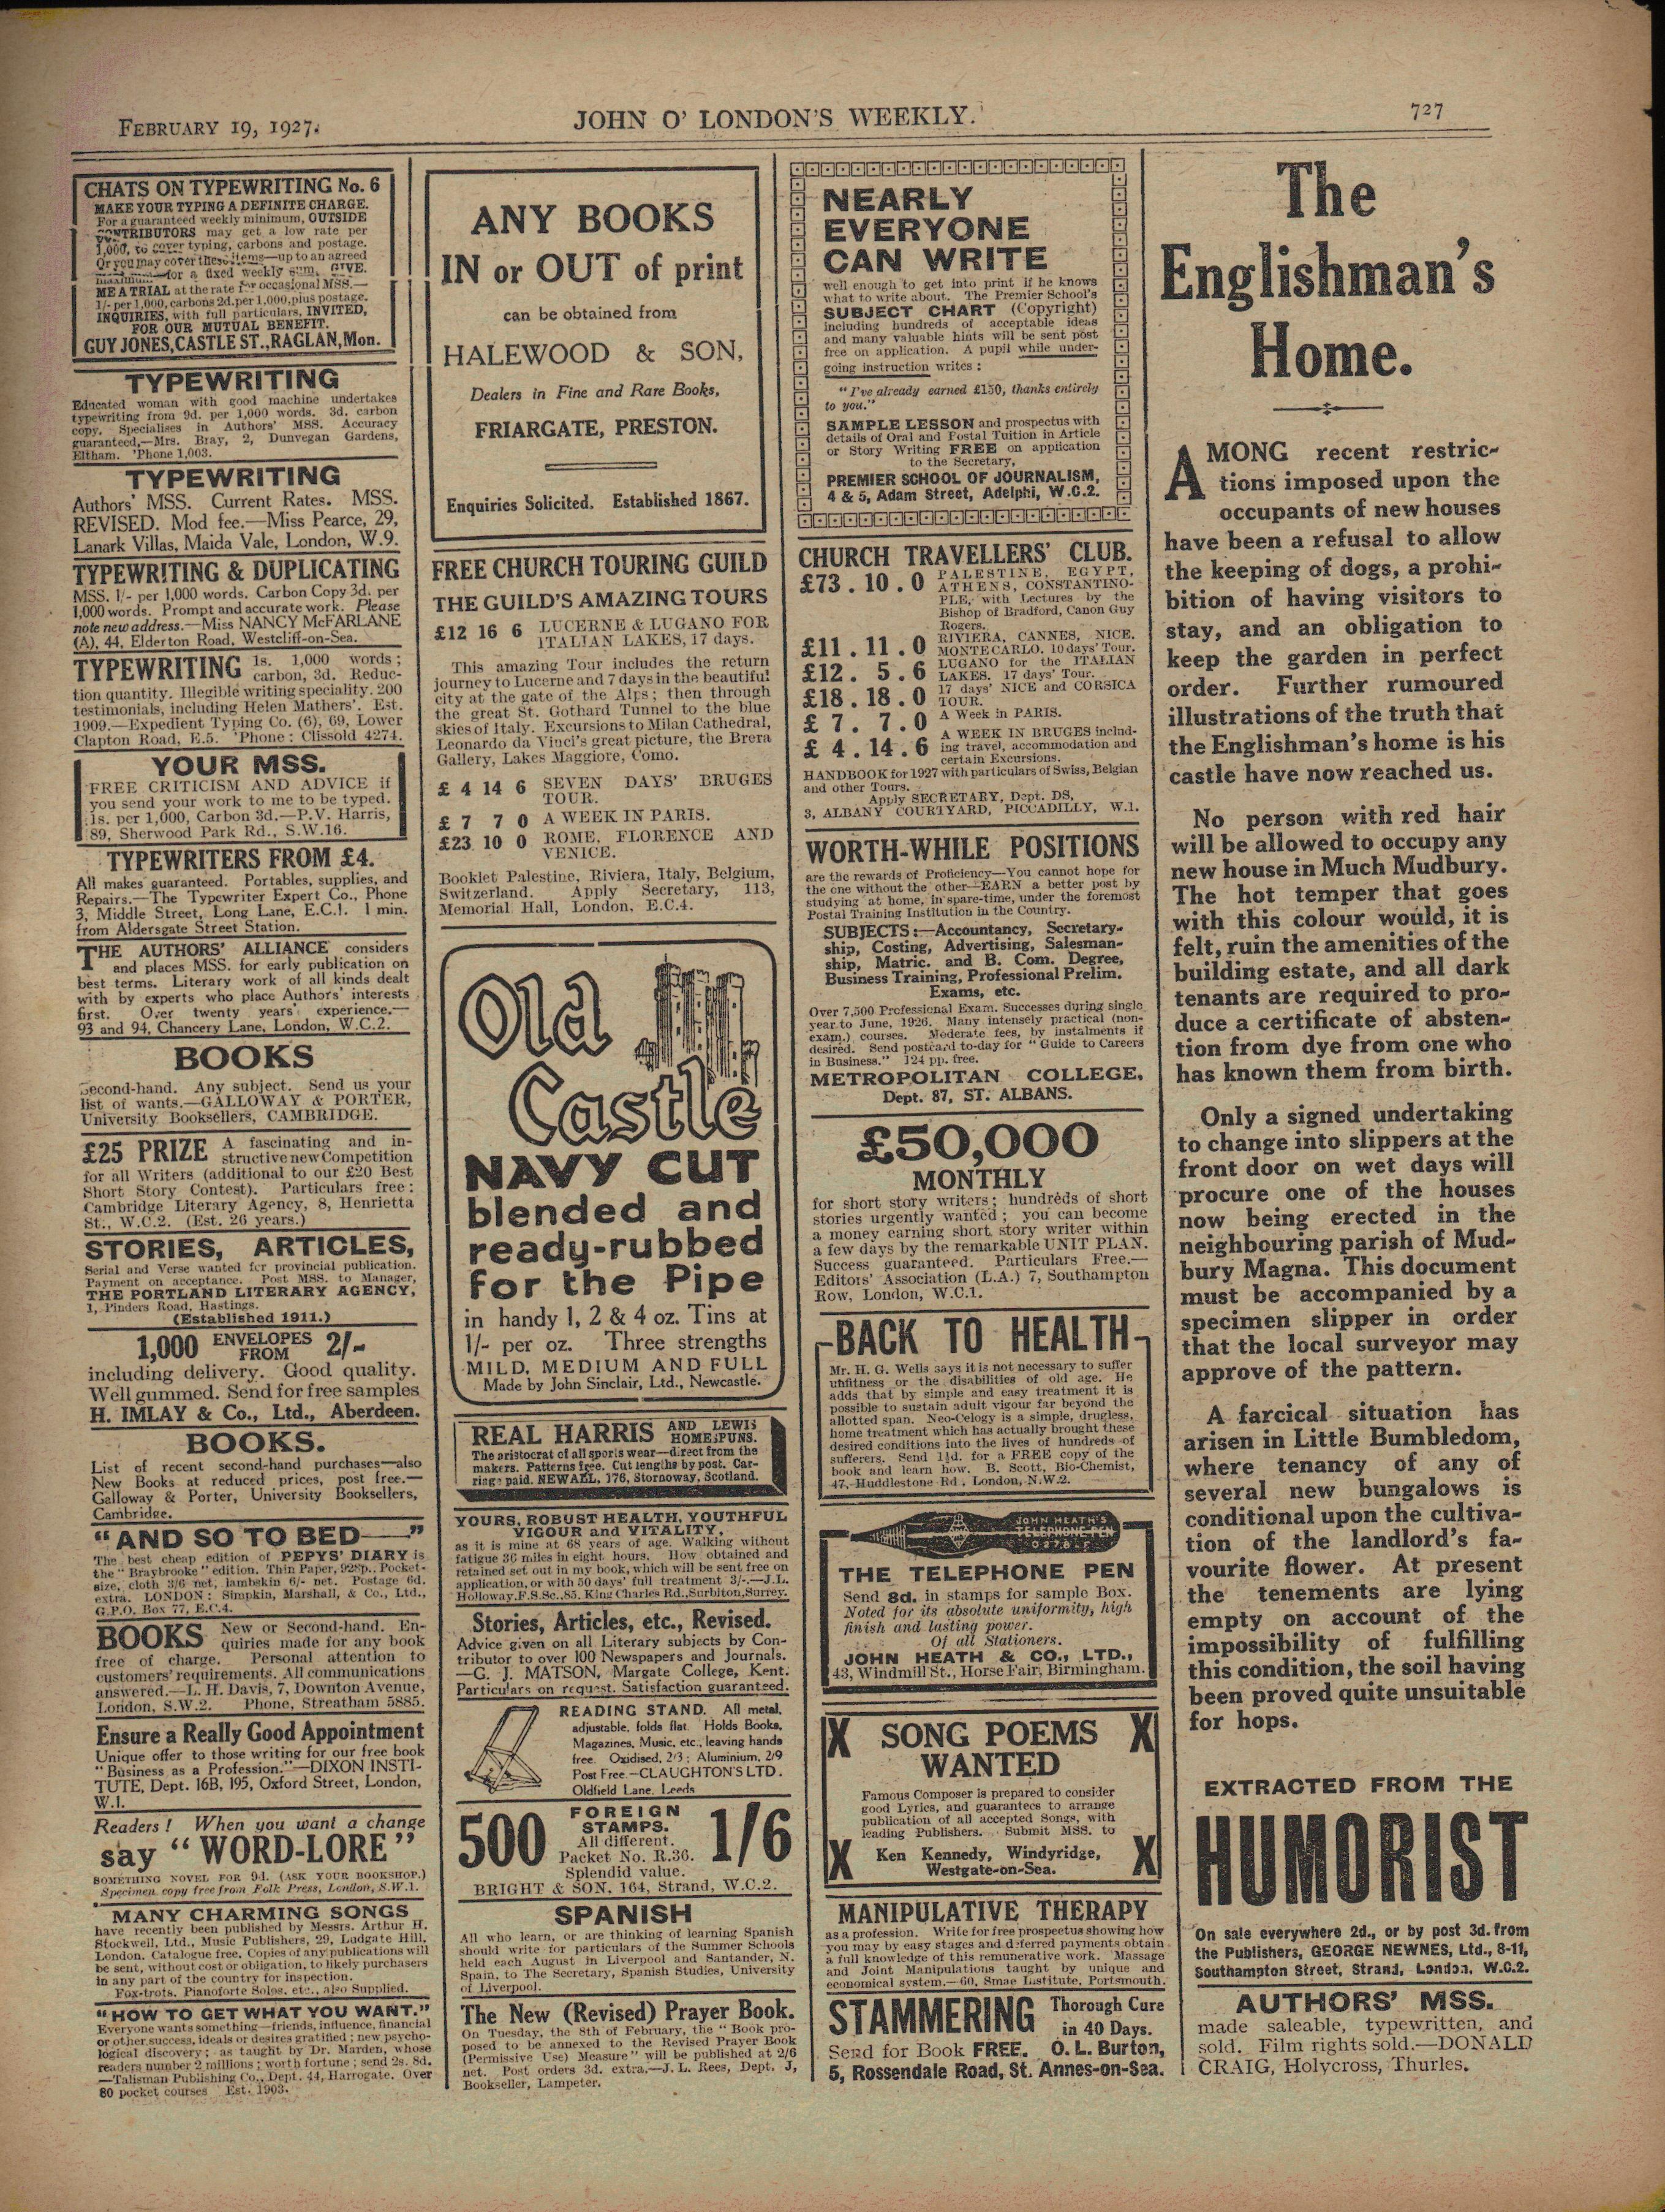 FEBRUARY 19, 1927.
JOHN O' LONDON'S WEEKLY.
727
CHATS ON TYPEWRITING No. 6
MAKE YOUR TYPING A DEFINITE CHARGE.
For a guaranteed weekly minimum, OUTSIDE
CONTRIBUTORS may get a low rate per
1,000, to cover typing, carbons and postage.
Or you may cover these items—up to an agreed
maximum—for a fixed weekly sum. GIVE
ME A TRIAL at the rate for occasional MSS.—
1/- per 1,000, carbons 2d. per 1,000, plus postage.
INQUIRIES, with full particulars, INVITED,
FOR OUR MUTUAL BENEFIT.
GUY JONES, CASTLE ST., RAGLAN, Mon.
TYPEWRITING
Educated woman with good machine undertakes
typewriting from 9d. per 1,000 words. 3d. carbon
copy. Specialises in Authors' MSS. Accuracy
guaranteed.—Mrs. Bray, 2, Dunvegan Gardens,
Eltham. 'Phone 1,003.
TYPEWRITING
Authors' MSS. Current Rates. MSS.
REVISED. Mod fee.—Miss Pearce, 29,
Lanark Villas, Maida Vale, London, W.9.
TYPEWRITING & DUPLICATING
MSS. 1/- per 1,000 words. Carbon Copy 3d. per
1,000 words. Prompt and accurate work. Please
note new address.—Miss NANCY McFARLANE
(A), 44, Elderton Road, Westcliff-on-Sea.
TYPEWRITING 1s. 1,000 words;
carbon, 3d. Reduc-
tion quantity. Illegible writing speciality. 200
testimonials, including Helen Mathers'. Est.
1909.—Expedient Typing Co. (6), 69, Lower
Clapton Road, E.5. 'Phone: Clissold 4274.
YOUR MSS.
FREE CRITICISM AND ADVICE if
you send your work to me to be typed.
1s. per 1,000, Carbon 3d.—P.V. Harris,
89, Sherwood Park Rd., S.W.16.
TYPEWRITERS FROM £4.
All makes guaranteed. Portables, supplies, and
Repairs.—The Typewriter Expert Co., Phone
3, Middle Street, Long Lane, E.C.1. 1 min.
from Aldersgate Street Station.
THE AUTHORS' ALLIANCE considers
and places MSS. for early publication on
best terms. Literary work of all kinds dealt
with by experts who place Authors' interests
first. Over twenty years' experience.—
93 and 94, Chancery Lane, London, W.C.2.
BOOKS
Second-hand. Any subject. Send us your
list of wants.—GALLOWAY & PORTER,
University Booksellers, CAMBRIDGE.
£25 PRIZE A fascinating and in-
structive new Competition
for all Writers (additional to our £20 Best
Short Story Contest). Particulars free:
Cambridge Literary Agency, 8, Henrietta
St., W.C.2. (Est. 26 years.)
STORIES, ARTICLES,
Serial and Verse wanted for provincial publication.
Payment on acceptance. Post MSS. to Manager,
THE PORTLAND LITERARY AGENCY,
1, Pinders Road, Hastings.
(Established 1911.)
1,000 ENVELOPES FROM 2/-
including delivery. Good quality.
Well gummed. Send for free samples
H. IMLAY & Co., Ltd., Aberdeen.
BOOKS.
List of recent second-hand purchases—also
New Books at reduced prices, post free.—
Galloway & Porter, University Booksellers,
Cambridge.
"AND SO TO BED——"
The best cheap edition of PEPYS' DIARY is
the "Braybrooke" edition. Thin Paper, 928p., Pocket-
size, cloth 3/6 net, lambskin 6/- net. Postage 6d.
extra. LONDON: Simpkin, Marshall, & Co., Ltd.,
G.P.O. Box 77, E.C.4.
BOOKS New or Second-hand. En-
quiries made for any book
free of charge. Personal attention to
customers' requirements. All communications
answered.—L. H. Davis, 7, Downton Avenue,
London, S.W.2. Phone, Streatham 5885.
Ensure a Really Good Appointment
Unique offer to those writing for our free book
"Business as a Profession."—DIXON INSTI-
TUTE, Dept. 16B, 195, Oxford Street, London,
W.1.
Readers! When you want a change
say "WORD-LORE"
SOMETHING NOVEL FOR 9d. (ASK YOUR BOOKSHOP.)
Specimen copy free from Folk Press, London, S.W.1.
MANY CHARMING SONGS
have recently been published by Messrs. Arthur H.
Stockwell, Ltd., Music Publishers, 29, Ludgate Hill,
London. Catalogue free. Copies of any publications will
be sent, without cost or obligation, to likely purchasers
in any part of the country for inspection.
Fox-trots, Pianoforte Solos, etc., also Supplied.
"HOW TO GET WHAT YOU WANT."
Everyone wants something—friends, influence, financial
or other success, ideals or desires gratified; new psycho-
logical discovery; as taught by Dr. Marden, whose
readers number 2 millions; worth fortune; send 2s. 8d.
—Talisman Publishing Co., Dept. 44, Harrogate. Over
80 pocket courses Est. 1903.
ANY BOOKS
IN or OUT of print
can be obtained from
HALEWOOD & SON,
Dealers in Fine and Rare Books,
FRIARGATE, PRESTON.
Enquiries Solicited. Established 1867.
FREE CHURCH TOURING GUILD
THE GUILD'S AMAZING TOURS
£12 16 6 LUCERNE & LUGANO FOR
ITALIAN LAKES, 17 days.
This amazing Tour includes the return
journey to Lucerne and 7 days in the beautiful
city at the gate of the Alps; then through
the great St. Gothard Tunnel to the blue
skies of Italy. Excursions to Milan Cathedral,
Leonardo da Vinci's great picture, the Brera
Gallery, Lakes Maggiore, Como.
£ 4 14 6 SEVEN DAYS' BRUGES
TOUR.
£ 7 7 0 A WEEK IN PARIS.
£23 10 0 ROME, FLORENCE AND
VENICE.
Booklet Palestine, Riviera, Italy, Belgium,
Switzerland. Apply Secretary, 113,
Memorial Hall, London, E.C.4.
Old
Castle
NAVY CUT
blended and
ready-rubbed
for the Pipe
in handy 1, 2 & 4 oz. Tins at
1/- per oz. Three strengths
MILD, MEDIUM AND FULL
Made by John Sinclair, Ltd., Newcastle.
REAL HARRIS AND LEWIS
HOMESPUNS.
The aristocrat of all sports wear—direct from the
makers. Patterns free. Cut lengths by post. Car-
riage paid. NEWALL, 176, Stornoway, Scotland.
YOURS, ROBUST HEALTH, YOUTHFUL
VIGOUR and VITALITY,
as it is mine at 68 years of age. Walking without
fatigue 36 miles in eight hours. How obtained and
retained set out in my book, which will be sent free on
application, or with 50 days' full treatment 3/-.—J.L.
Holloway, F.S.Sc., 85, King Charles Rd., Surbiton, Surrey.
Stories, Articles, etc., Revised.
Advice given on all Literary subjects by Con-
tributor to over 100 Newspapers and Journals.
—G. J. MATSON, Margate College, Kent.
Particulars on request. Satisfaction guaranteed.
READING STAND. All metal,
adjustable, folds flat. Holds Books,
Magazines, Music, etc., leaving hands
free. Oxidised, 2/3; Aluminium, 2/9
Post Free.—CLAUGHTON'S LTD.
Oldfield Lane, Leeds
500 FOREIGN STAMPS. 1/6
All different.
Packet No. R.36.
Splendid value.
BRIGHT & SON, 164, Strand, W.C.2.
SPANISH
All who learn, or are thinking of learning Spanish
should write for particulars of the Summer Schools
held each August in Liverpool and Santander, N.
Spain, to The Secretary, Spanish Studies, University
of Liverpool.
The New (Revised) Prayer Book.
On Tuesday, the 8th of February, the "Book pro-
posed to be annexed to the Revised Prayer Book
(Permissive Use) Measure" will be published at 2/6
net. Post orders 3d. extra.—J. L. Rees, Dept. J,
Bookseller, Lampeter.
NEARLY
EVERYONE
CAN WRITE
well enough to get into print if he knows
what to write about. The Premier School's
SUBJECT CHART (Copyright)
including hundreds of acceptable ideas
and many valuable hints will be sent post
free on application. A pupil while under-
going instruction writes:
"I've already earned £150, thanks entirely
to you."
SAMPLE LESSON and prospectus with
details of Oral and Postal Tuition in Article
or Story Writing FREE on application
to the Secretary,
PREMIER SCHOOL OF JOURNALISM,
4 & 5, Adam Street, Adelphi, W.C.2.
CHURCH TRAVELLERS' CLUB.
£73.10.0 PALESTINE, EGYPT,
ATHENS, CONSTANTINO-
PLE, with Lectures by the
Bishop of Bradford, Canon Guy
Rogers.
£11.11.0 RIVIERA, CANNES, NICE,
MONTE CARLO. 10 days' Tour.
£12. 5.6 LUGANO for the ITALIAN
LAKES. 17 days' Tour.
£18.18.0 17 days' NICE and CORSICA
TOUR.
£ 7. 7.0 A Week in PARIS.
£ 4.14.6 A WEEK IN BRUGES includ-
ing travel, accommodation and
certain Excursions.
HANDBOOK for 1927 with particulars of Swiss, Belgian
and other Tours.
Apply SECRETARY, Dept. DS,
3, ALBANY COURTYARD, PICCADILLY, W.1.
WORTH-WHILE POSITIONS
are the rewards of Proficiency—You cannot hope for
the one without the other—EARN a better post by
studying at home, in spare-time, under the foremost
Postal Training Institution in the Country.
SUBJECTS:—Accountancy, Secretary-
ship, Costing, Advertising, Salesman-
ship, Matric. and B. Com. Degree,
Business Training, Professional Prelim.
Exams, etc.
Over 7,500 Professional Exam. Successes during single
year to June, 1926. Many intensely practical (non-
exam.) courses. Moderate fees, by instalments if
desired. Send postcard to-day for "Guide to Careers
in Business." 124 pp. free.
METROPOLITAN COLLEGE,
Dept. 87, ST. ALBANS.
£50,000
MONTHLY
for short story writers; hundreds of short
stories urgently wanted; you can become
a money earning short story writer within
a few days by the remarkable UNIT PLAN.
Success guaranteed. Particulars Free.—
Editors' Association (L.A.) 7, Southampton
Row, London, W.C.1.
BACK TO HEALTH
Mr. H. G. Wells says it is not necessary to suffer
unfitness or the disabilities of old age. He
adds that by simple and easy treatment it is
possible to sustain adult vigour far beyond the
allotted span. Neo-Celogy is a simple, drugless,
home treatment which has actually brought these
desired conditions into the lives of hundreds of
sufferers. Send 1½d. for a FREE copy of the
book and learn how. B. Scott, Bio-Chemist,
47, Huddlestone Rd., London, N.W.2.
JOHN HEATH'S
TELEPHONE PEN
0278 F
THE TELEPHONE PEN
Send 8d. in stamps for sample Box.
Noted for its absolute uniformity, high
finish and lasting power.
Of all Stationers.
JOHN HEATH & CO., LTD.,
43, Windmill St., Horse Fair, Birmingham.
X SONG POEMS X
WANTED
Famous Composer is prepared to consider
good Lyrics, and guarantees to arrange
publication of all accepted Songs, with
leading Publishers. Submit MSS. to
X Ken Kennedy, Windyridge, X
Westgate-on-Sea.
MANIPULATIVE THERAPY
as a profession. Write for free prospectus showing how
you may by easy stages and deferred payments obtain
a full knowledge of this remunerative work. Massage
and Joint Manipulations taught by unique and
economical system.—60, Smae Institute, Portsmouth.
STAMMERING Thorough Cure
in 40 Days.
Send for Book FREE. O. L. Burton,
5, Rossendale Road, St. Annes-on-Sea.
The
Englishman's
Home.
AMONG recent restric-
tions imposed upon the
occupants of new houses
have been a refusal to allow
the keeping of dogs, a prohi-
bition of having visitors to
stay, and an obligation to
keep the garden in perfect
order. Further rumoured
illustrations of the truth that
the Englishman's home is his
castle have now reached us.
No person with red hair
will be allowed to occupy any
new house in Much Mudbury.
The hot temper that goes
with this colour would, it is
felt, ruin the amenities of the
building estate, and all dark
tenants are required to pro-
duce a certificate of absten-
tion from dye from one who
has known them from birth.
Only a signed undertaking
to change into slippers at the
front door on wet days will
procure one of the houses
now being erected in the
neighbouring parish of Mud-
bury Magna. This document
must be accompanied by a
specimen slipper in order
that the local surveyor may
approve of the pattern.
A farcical situation has
arisen in Little Bumbledom,
where tenancy of any of
several new bungalows is
conditional upon the cultiva-
tion of the landlord's fa-
vourite flower. At present
the tenements are lying
empty on account of the
impossibility of fulfilling
this condition, the soil having
been proved quite unsuitable
for hops.
EXTRACTED FROM THE
HUMORIST
On sale everywhere 2d., or by post 3d. from
the Publishers, GEORGE NEWNES, Ltd., 8-11,
Southampton Street, Strand, London, W.C.2.
AUTHORS' MSS.
made saleable, typewritten, and
sold. Film rights sold.—DONALD
CRAIG, Holycross, Thurles.